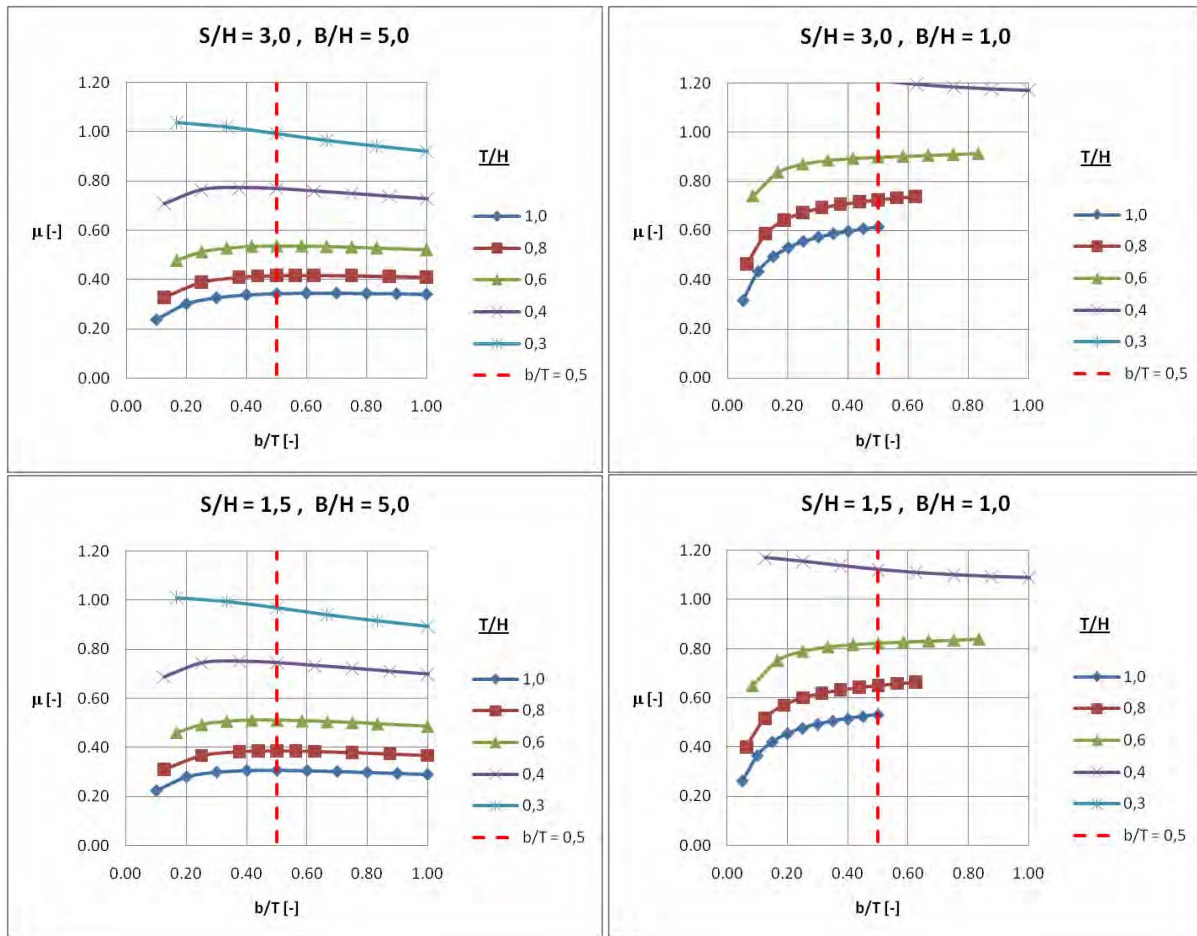 S/H = 3,0 , B/H = 5,0
1.20
1.00
0.80
μ [-]
0.60
0.40
0.20
0.00
0.00 0.20 0.40 0.60 0.80 1.00
b/T [-]
T/H
1,0
0,8
0,6
0,4
0,3
b/T = 0,5
S/H = 3,0 , B/H = 1,0
1.20
1.00
0.80
μ [-]
0.60
0.40
0.20
0.00
0.00 0.20 0.40 0.60 0.80 1.00
b/T [-]
T/H
1,0
0,8
0,6
0,4
0,3
b/T = 0,5
S/H = 1,5 , B/H = 5,0
1.20
1.00
0.80
μ [-]
0.60
0.40
0.20
0.00
0.00 0.20 0.40 0.60 0.80 1.00
b/T [-]
T/H
1,0
0,8
0,6
0,4
0,3
b/T = 0,5
S/H = 1,5 , B/H = 1,0
1.20
1.00
0.80
μ [-]
0.60
0.40
0.20
0.00
0.00 0.20 0.40 0.60 0.80 1.00
b/T [-]
T/H
1,0
0,8
0,6
0,4
0,3
b/T = 0,5